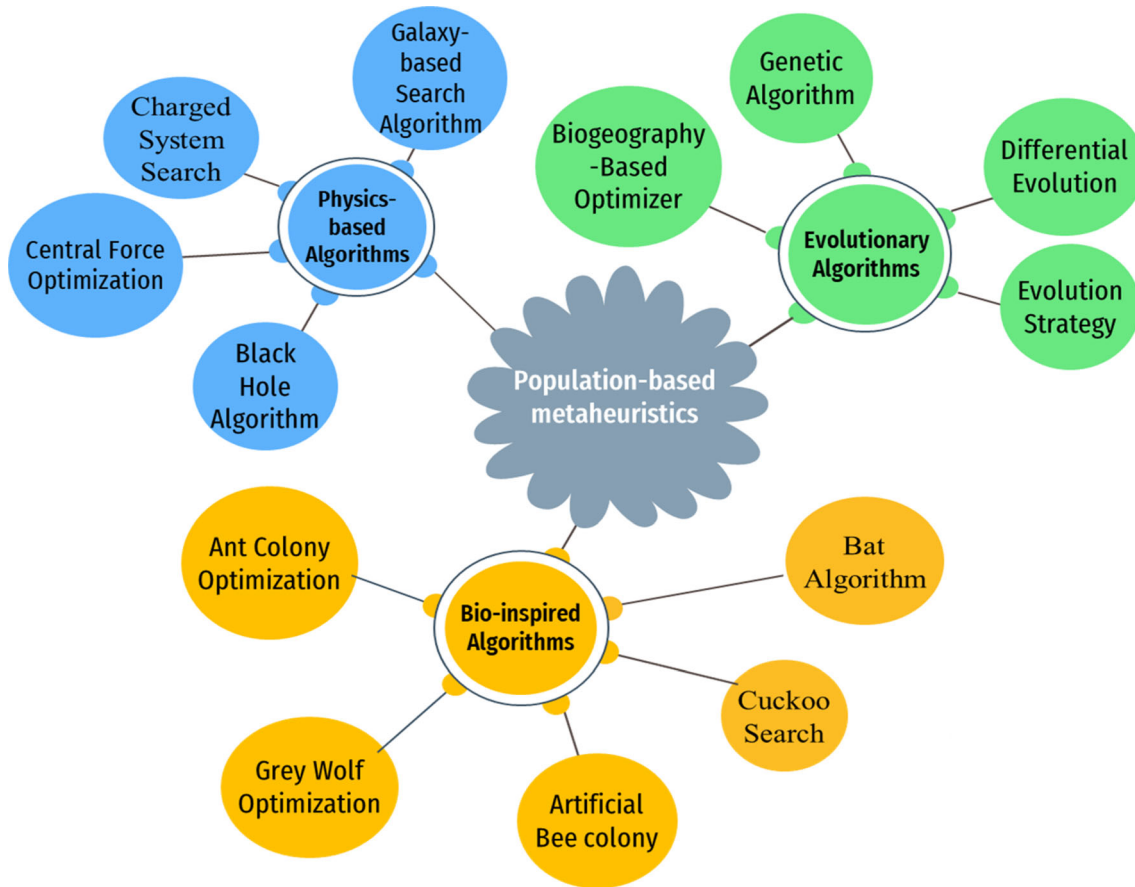 Galaxy-
based
Search
Algorithm
Charged
System
Search
Central Force
Optimization
Physics-
based
Algorithms
Black
Hole
Algorithm
Genetic
Algorithm
Biogeography
-Based
Optimizer
Differential
Evolution
Evolutionary
Algorithms
Evolution
Strategy
Population-based
metaheuristics
Ant Colony
Optimization
Bio-inspired
Algorithms
Bat
Algorithm
Cuckoo
Search
Grey Wolf
Optimization
Artificial
Bee colony